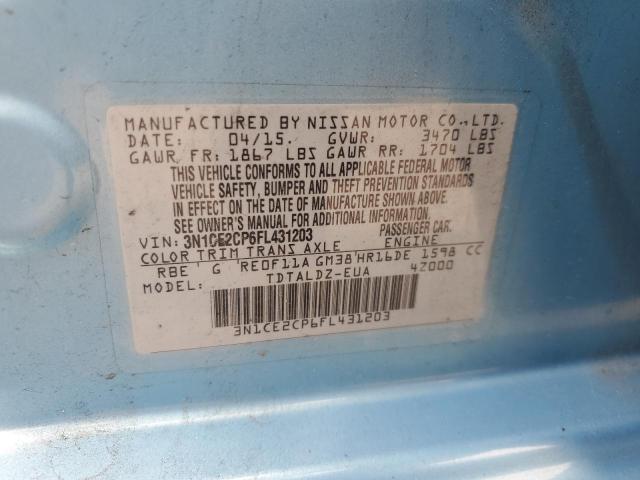 MANUFACTURED BY NISSAN MOTOR CO.,LTD.
DATE: 04/15. GVWR: 3470 LBS
GAWR FR: 1867 LBS GAWR RR: 1704 LBS
THIS VEHICLE CONFORMS TO ALL APPLICABLE FEDERAL MOTOR
VEHICLE SAFETY, BUMPER AND THEFT PREVENTION STANDARDS
IN EFFECT ON THE DATE OF MANUFACTURE SHOWN ABOVE.
SEE OWNER'S MANUAL FOR ADDITIONAL INFORMATION.
VIN: 3N1CE2CP6FL431203 PASSENGER CAR.
COLOR TRIM TRANS AXLE ENGINE
RBE G RE0F11A GM38 HR16DE 1598 CC
MODEL: TDTALDZ-EUA 4Z000
3N1CE2CP6FL431203